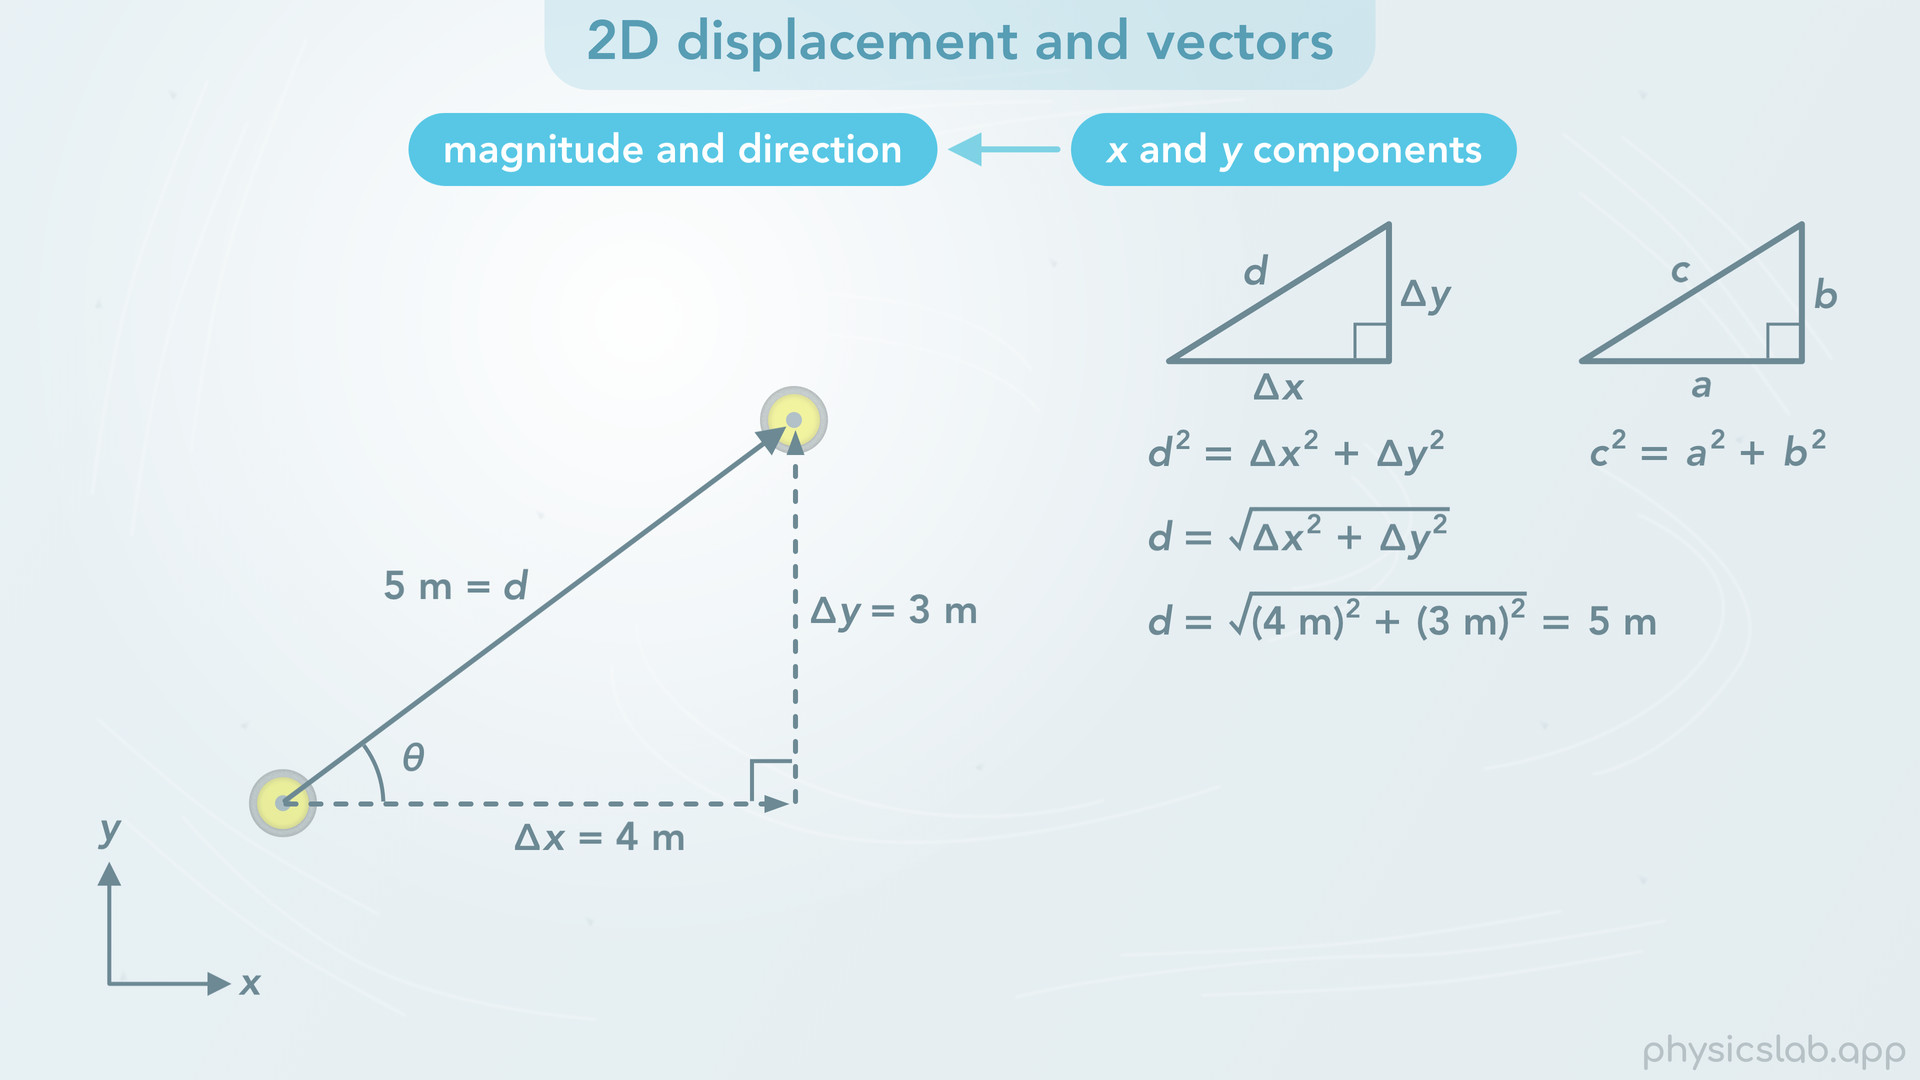 2D displacement and vectors
magnitude and direction
x and y components
d
Δy
Δx
c
b
a
d² = Δx² + Δy²
c² = a² + b²
d = √Δx² + Δy²
d = √(4 m)² + (3 m)² = 5 m
5 m = d
Δy = 3 m
θ
Δx = 4 m
y
x
physicslab.app